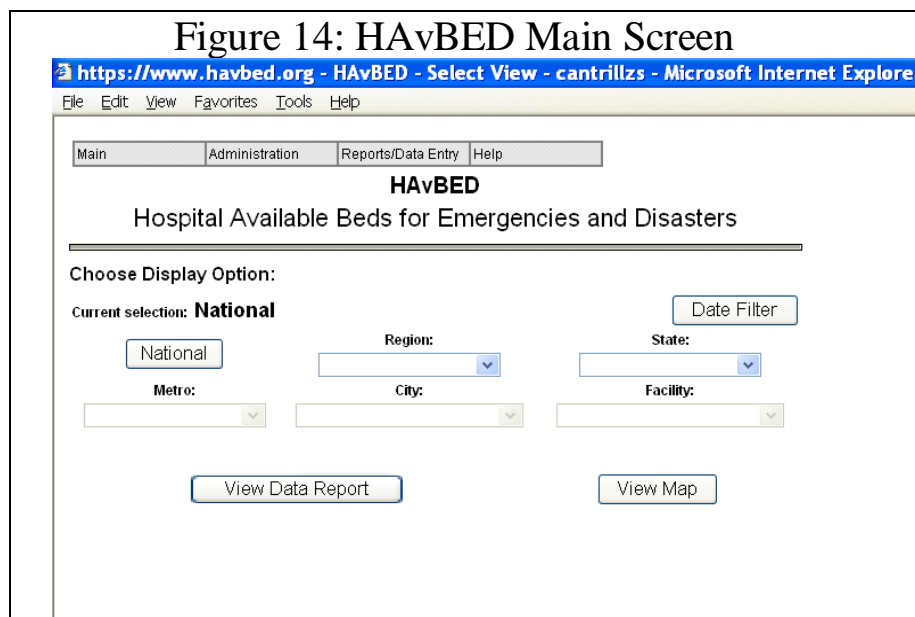 Figure 14: HAvBED Main Screen
https://www.havbed.org - HAvBED - Select View - cantrillzs - Microsoft Internet Explore
File Edit View Favorites Tools Help
Main Administration Reports/Data Entry Help
HAvBED
Hospital Available Beds for Emergencies and Disasters
Choose Display Option:
Current selection: National Date Filter
National Region: State:
Metro: City: Facility:
View Data Report View Map